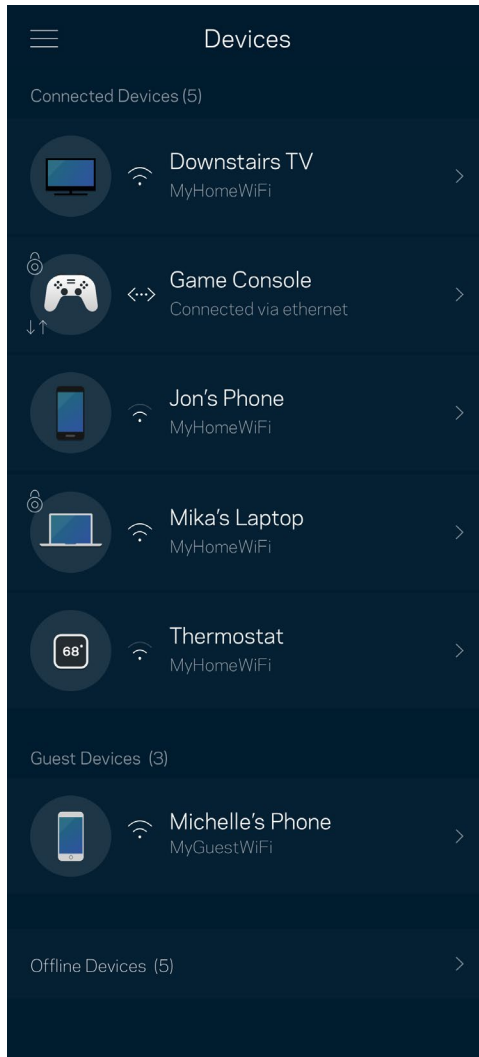 Devices
Connected Devices (5)
Downstairs TV
MyHomeWiFi
Game Console
Connected via ethernet
Jon's Phone
MyHomeWiFi
Mika's Laptop
MyHomeWiFi
68°
Thermostat
MyHomeWiFi
Guest Devices (3)
Michelle's Phone
MyGuestWiFi
Offline Devices (5)